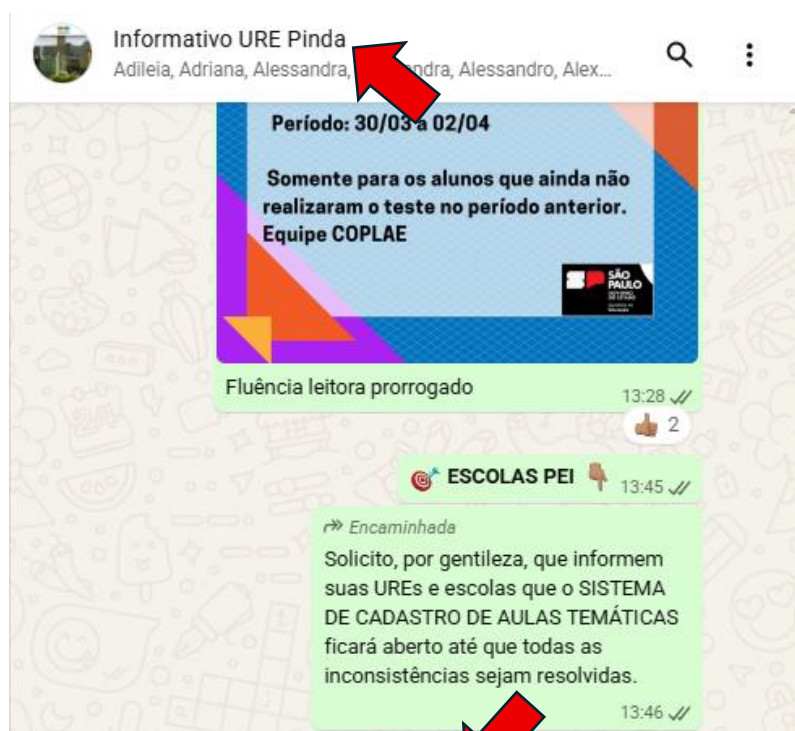 Informativo URE Pinda
Adileia, Adriana, Alessandra, Alessandro, Alex...
Período: 30/03 a 02/04
Somente para os alunos que ainda não
realizaram o teste no período anterior.
Equipe COPLAE
SÃO
PAULO
Fluência leitora prorrogado
13:28
2
ESCOLAS PEI
13:45
Encaminhada
Solicito, por gentileza, que informem
suas UREs e escolas que o SISTEMA
DE CADASTRO DE AULAS TEMÁTICAS
ficará aberto até que todas as
inconsistências sejam resolvidas.
13:46